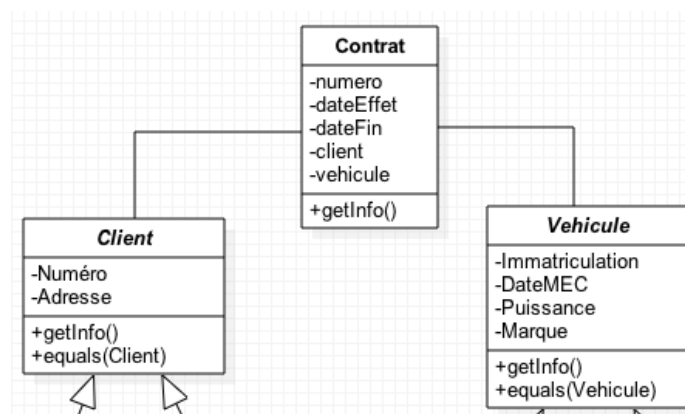 Contrat
-numero
-dateEffet
-dateFin
-client
-vehicule
+getInfo()
Client
-Numéro
-Adresse
+getInfo()
+equals(Client)
Vehicule
-Immatriculation
-DateMEC
-Puissance
-Marque
+getInfo()
+equals(Vehicule)